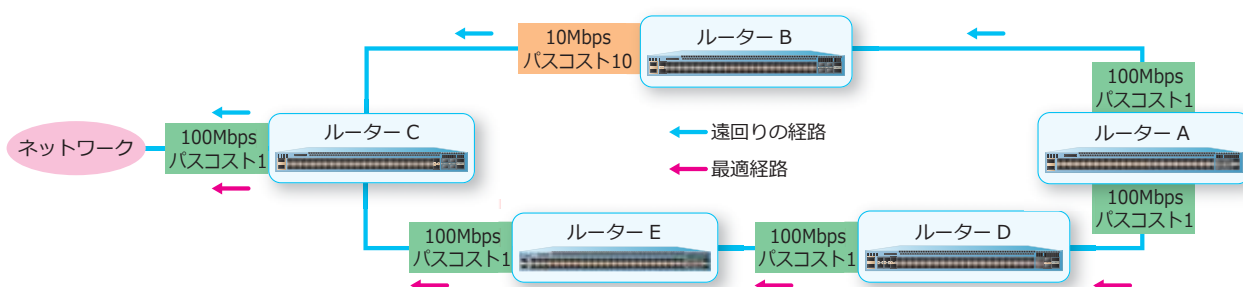 10Mbps
パスコスト10
ルーター B
100Mbps
パスコスト1
ネットワーク
100Mbps
パスコスト1
ルーター C
遠回りの経路
最適経路
ルーター A
100Mbps
パスコスト1
100Mbps
パスコスト1
ルーター E
100Mbps
パスコスト1
ルーター D